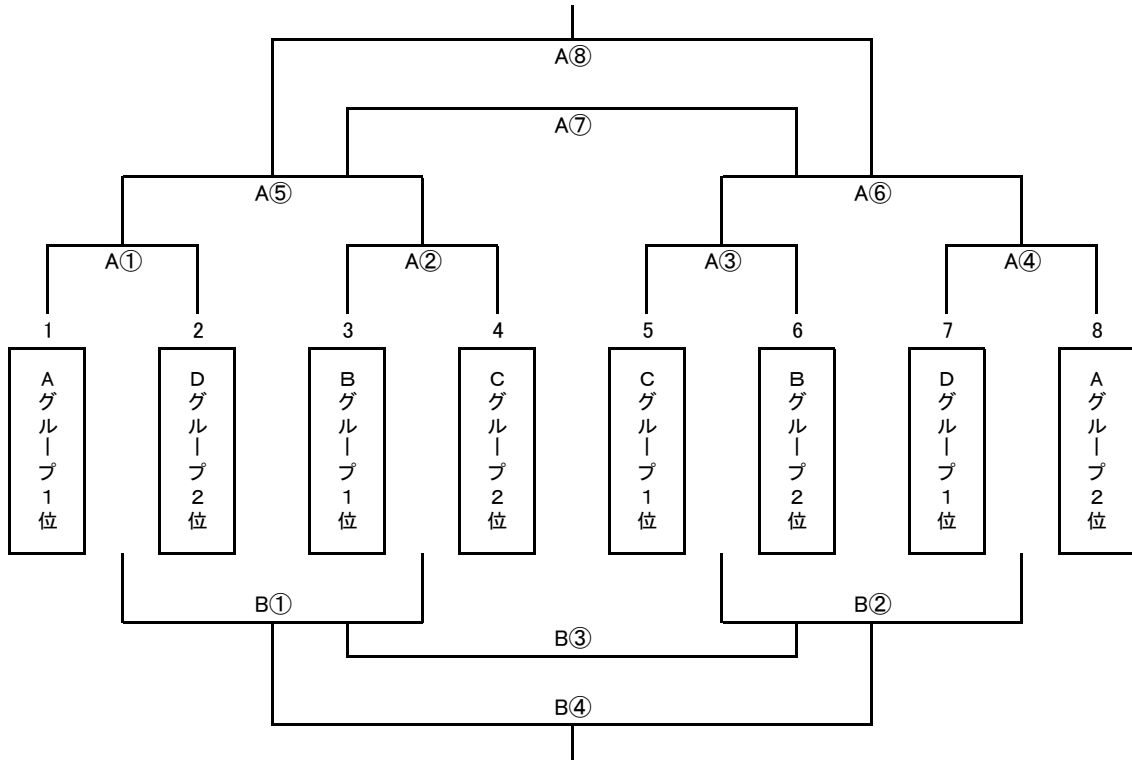 A⑧
A⑦
A⑤
A⑥
A①
A②
A③
A④
1
2
3
4
5
6
7
8
Aグループ1位
Dグループ2位
Bグループ1位
Cグループ2位
Cグループ1位
Bグループ2位
Dグループ1位
Aグループ2位
B①
B②
B③
B④